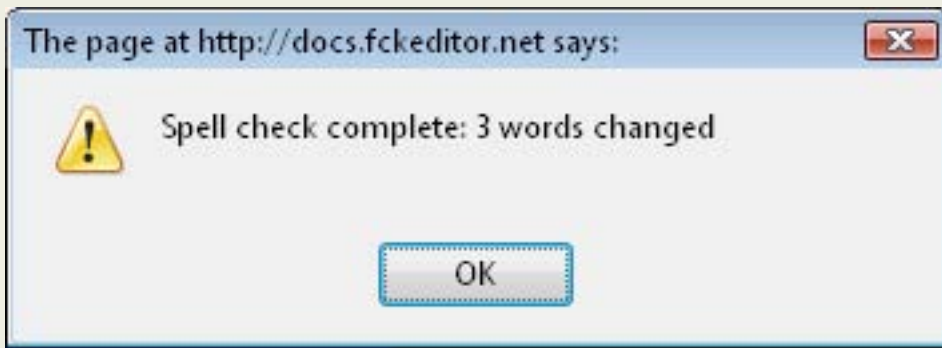 The page at http://docs.fckeditor.net says:
Spell check complete: 3 words changed
OK